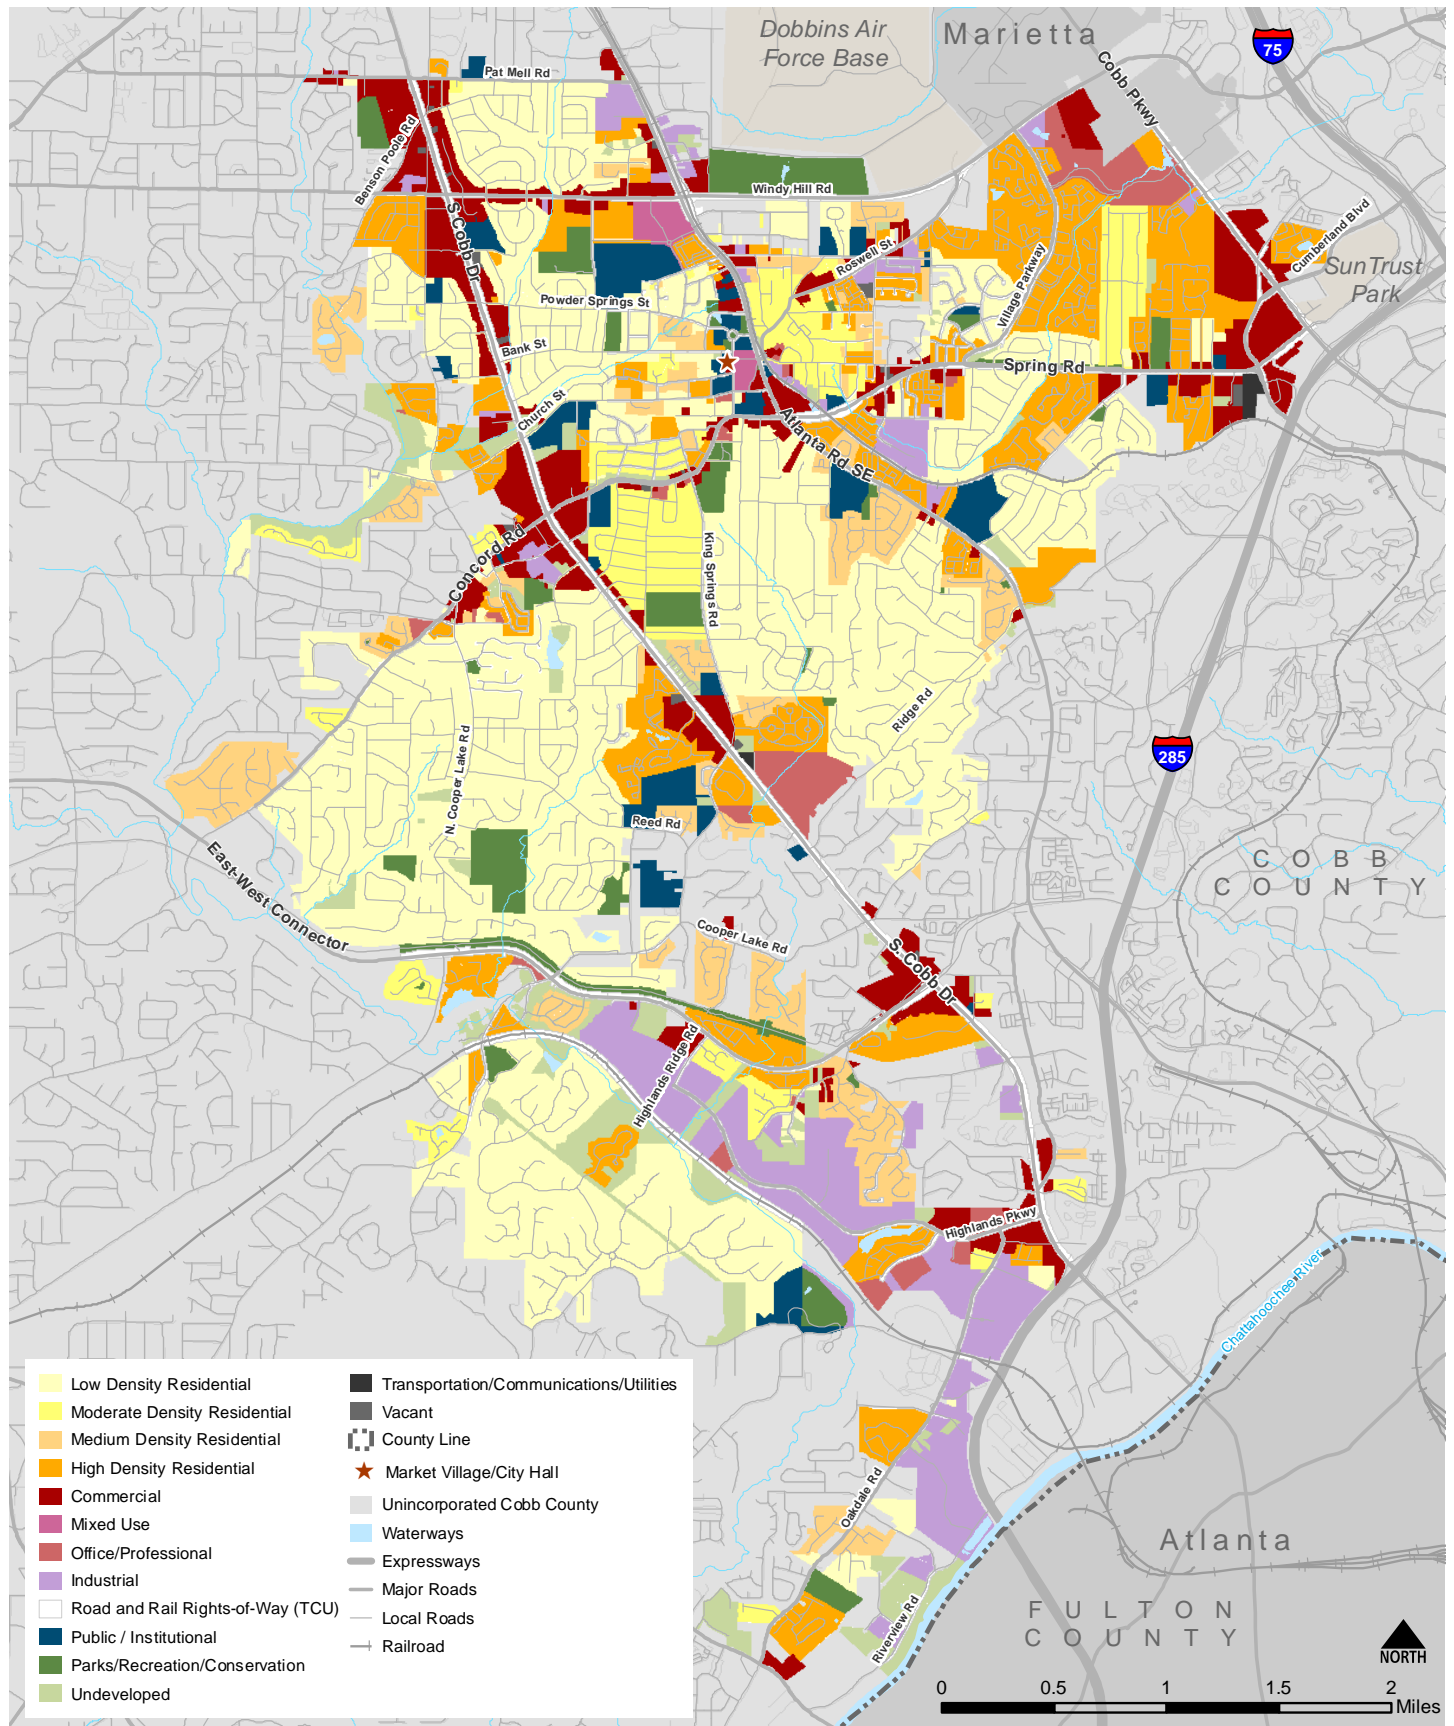 Dobbins Air
Force Base
Marietta
75
Pat Mell Rd
Cobb Pkwy
Benson Poole Rd
Windy Hill Rd
S Cobb Dr
Roswell St.
Cumberland Blvd
SunTrust
Park
Village Parkway
Powder Springs St
Bank St
Spring Rd
Church St
Atlanta Rd SE
Concord Rd
King Springs Rd
Ridge Rd
N. Cooper Lake Rd
285
Reed Rd
East-West Connector
COBB
COUNTY
Cooper Lake Rd
S. Cobb Dr
Highlands Ridge Rd
Highlands Pkwy
Chattahoochee River
Oakdale Rd
Riverview Rd
Atlanta
FULTON
COUNTY
NORTH
0 0.5 1 1.5 2
Miles
Low Density Residential
Moderate Density Residential
Medium Density Residential
High Density Residential
Commercial
Mixed Use
Office/Professional
Industrial
Road and Rail Rights-of-Way (TCU)
Public / Institutional
Parks/Recreation/Conservation
Undeveloped
Transportation/Communications/Utilities
Vacant
County Line
Market Village/City Hall
Unincorporated Cobb County
Waterways
Expressways
Major Roads
Local Roads
Railroad